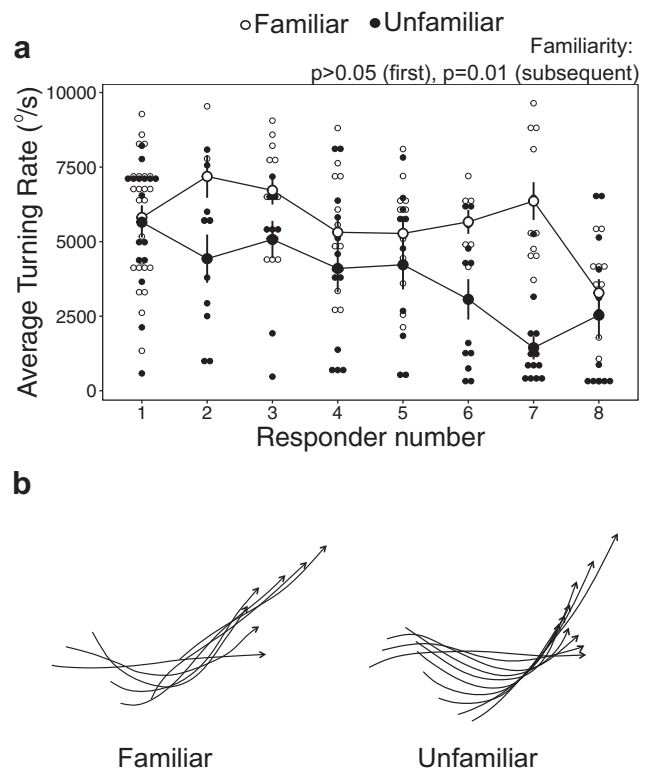 ○Familiar ●Unfamiliar
a
Familiarity:
p>0.05 (first), p=0.01 (subsequent)
Average Turning Rate (°/s)
10000
7500
5000
2500
0
1 2 3 4 5 6 7 8
Responder number
b
Familiar Unfamiliar